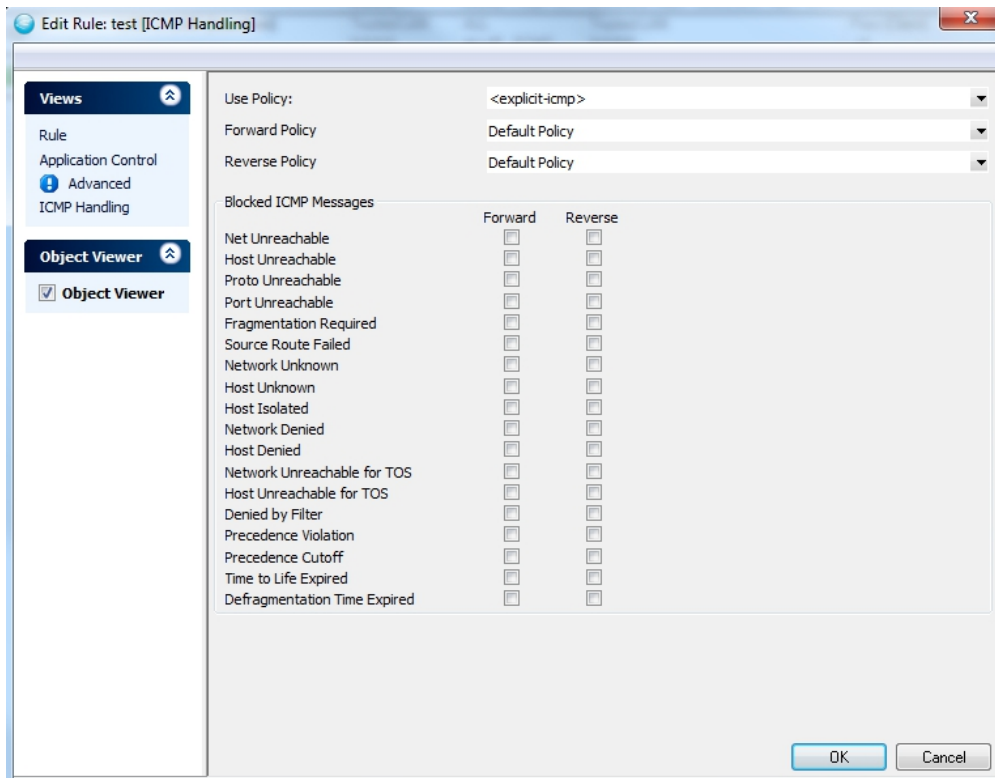 Edit Rule: test [ICMP Handling]
Views
Rule
Application Control
Advanced
ICMP Handling
Object Viewer
Object Viewer
Use Policy: <explicit-icmp>
Forward Policy Default Policy
Reverse Policy Default Policy
Blocked ICMP Messages
Forward Reverse
Net Unreachable
Host Unreachable
Proto Unreachable
Port Unreachable
Fragmentation Required
Source Route Failed
Network Unknown
Host Unknown
Host Isolated
Network Denied
Host Denied
Network Unreachable for TOS
Host Unreachable for TOS
Denied by Filter
Precedence Violation
Precedence Cutoff
Time to Life Expired
Defragmentation Time Expired
OK Cancel